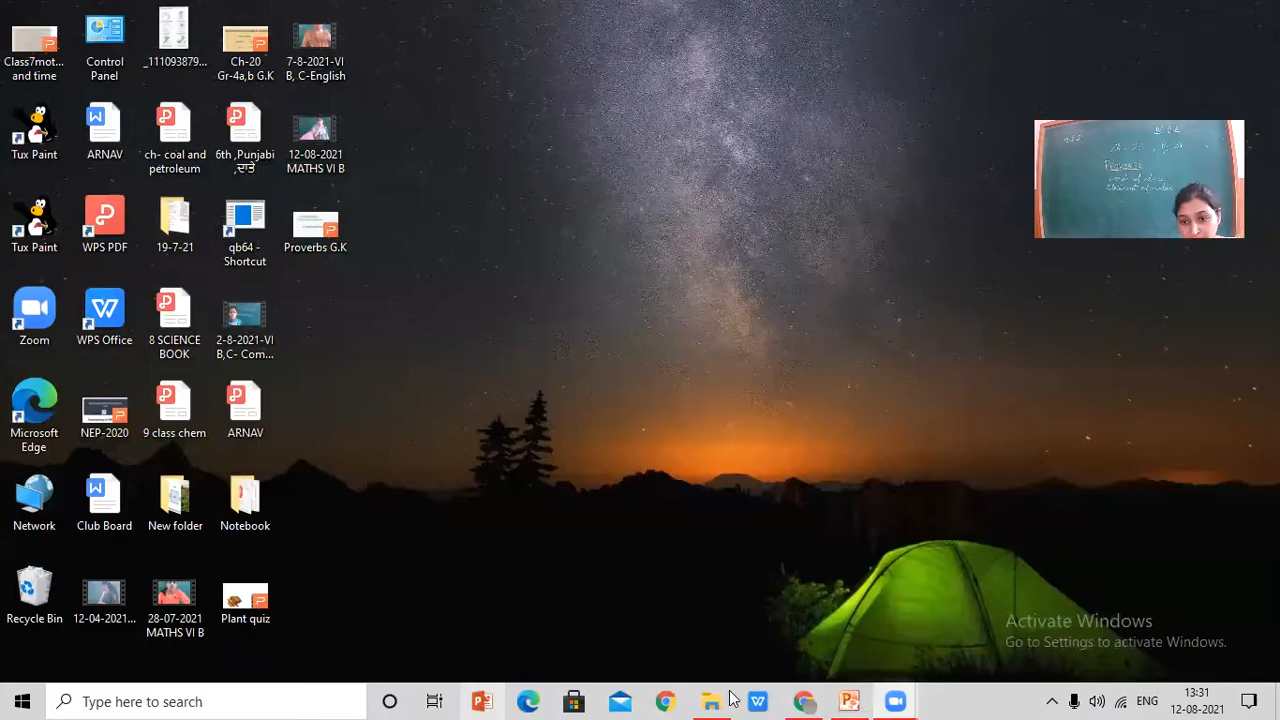 Class7mot...
and time
Control
Panel
_111093879...
Ch-20
Gr-4a,b G.K
7-8-2021-VI
B, C-English
Tux Paint
ARNAV
ch- coal and
petroleum
6th ,Punjabi
,ਦਾਤੇ
12-08-2021
MATHS VI B
Tux Paint
WPS PDF
19-7-21
qb64 -
Shortcut
Proverbs G.K
Zoom
WPS Office
8 SCIENCE
BOOK
2-8-2021-VI
B,C- Com...
Microsoft
Edge
NEP-2020
9 class chem
ARNAV
Network
Club Board
New folder
Notebook
Recycle Bin
12-04-2021...
28-07-2021
MATHS VI B
Plant quiz
Proverbs
Activate Windows
Go to Settings to activate Windows.
Type here to search
ENG
13:31
12-08-2021